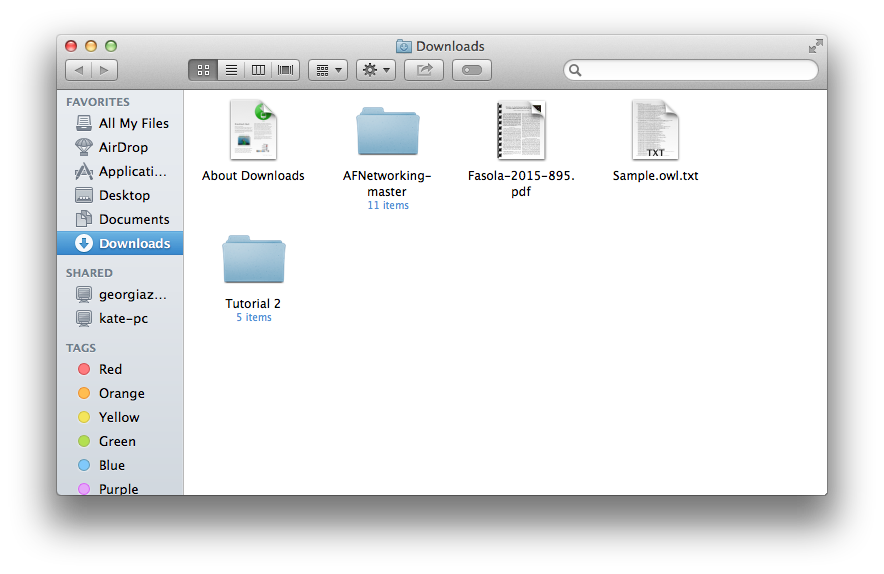 Downloads
FAVORITES
All My Files
AirDrop
Applicati...
Desktop
Documents
Downloads
SHARED
georgiaz...
kate-pc
TAGS
Red
Orange
Yellow
Green
Blue
Purple
About Downloads
AFNetworking-
master
11 items
Fasola-2015-895.
pdf
TXT
Sample.owl.txt
Tutorial 2
5 items